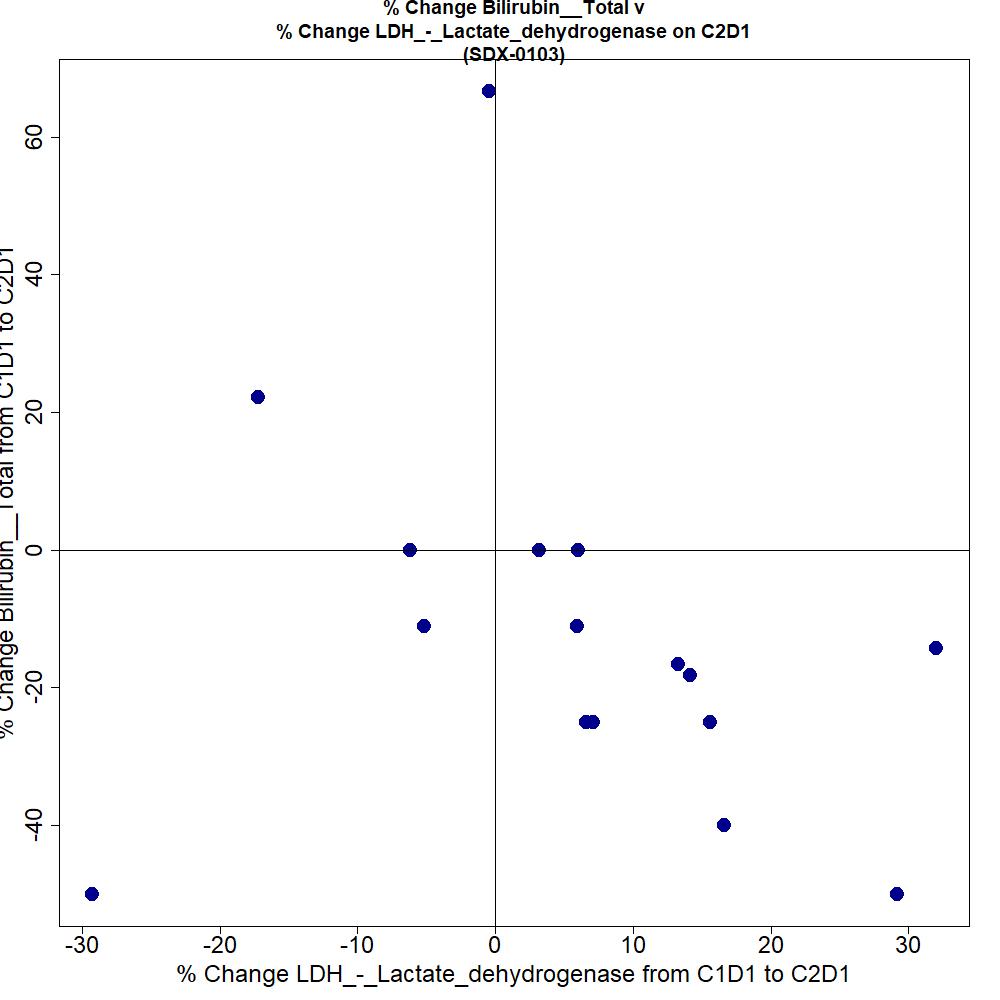 % Change Bilirubin__Total v
% Change LDH_-_Lactate_dehydrogenase on C2D1
(SDX-0103)
% Change Bilirubin__Total from C1D1 to C2D1
60
40
20
0
-20
-40
-30
-20
-10
0
10
20
30
% Change LDH_-_Lactate_dehydrogenase from C1D1 to C2D1